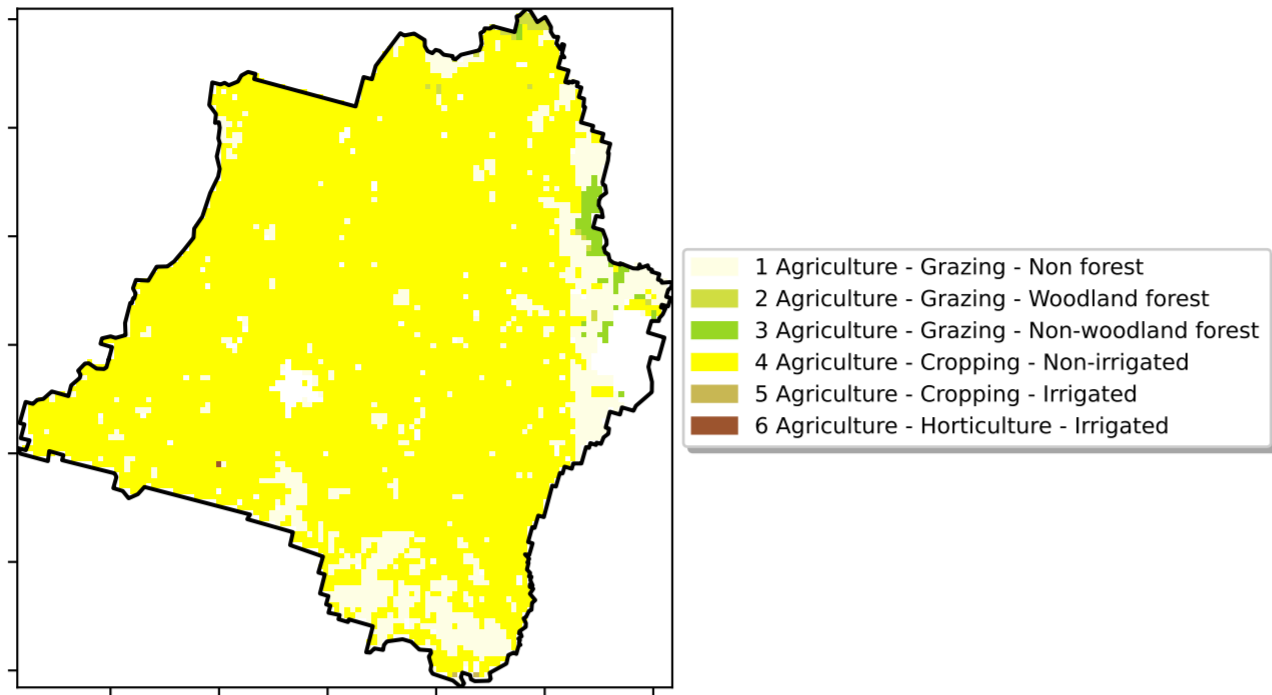 1 Agriculture - Grazing - Non forest
2 Agriculture - Grazing - Woodland forest
3 Agriculture - Grazing - Non-woodland forest
4 Agriculture - Cropping - Non-irrigated
5 Agriculture - Cropping - Irrigated
6 Agriculture - Horticulture - Irrigated